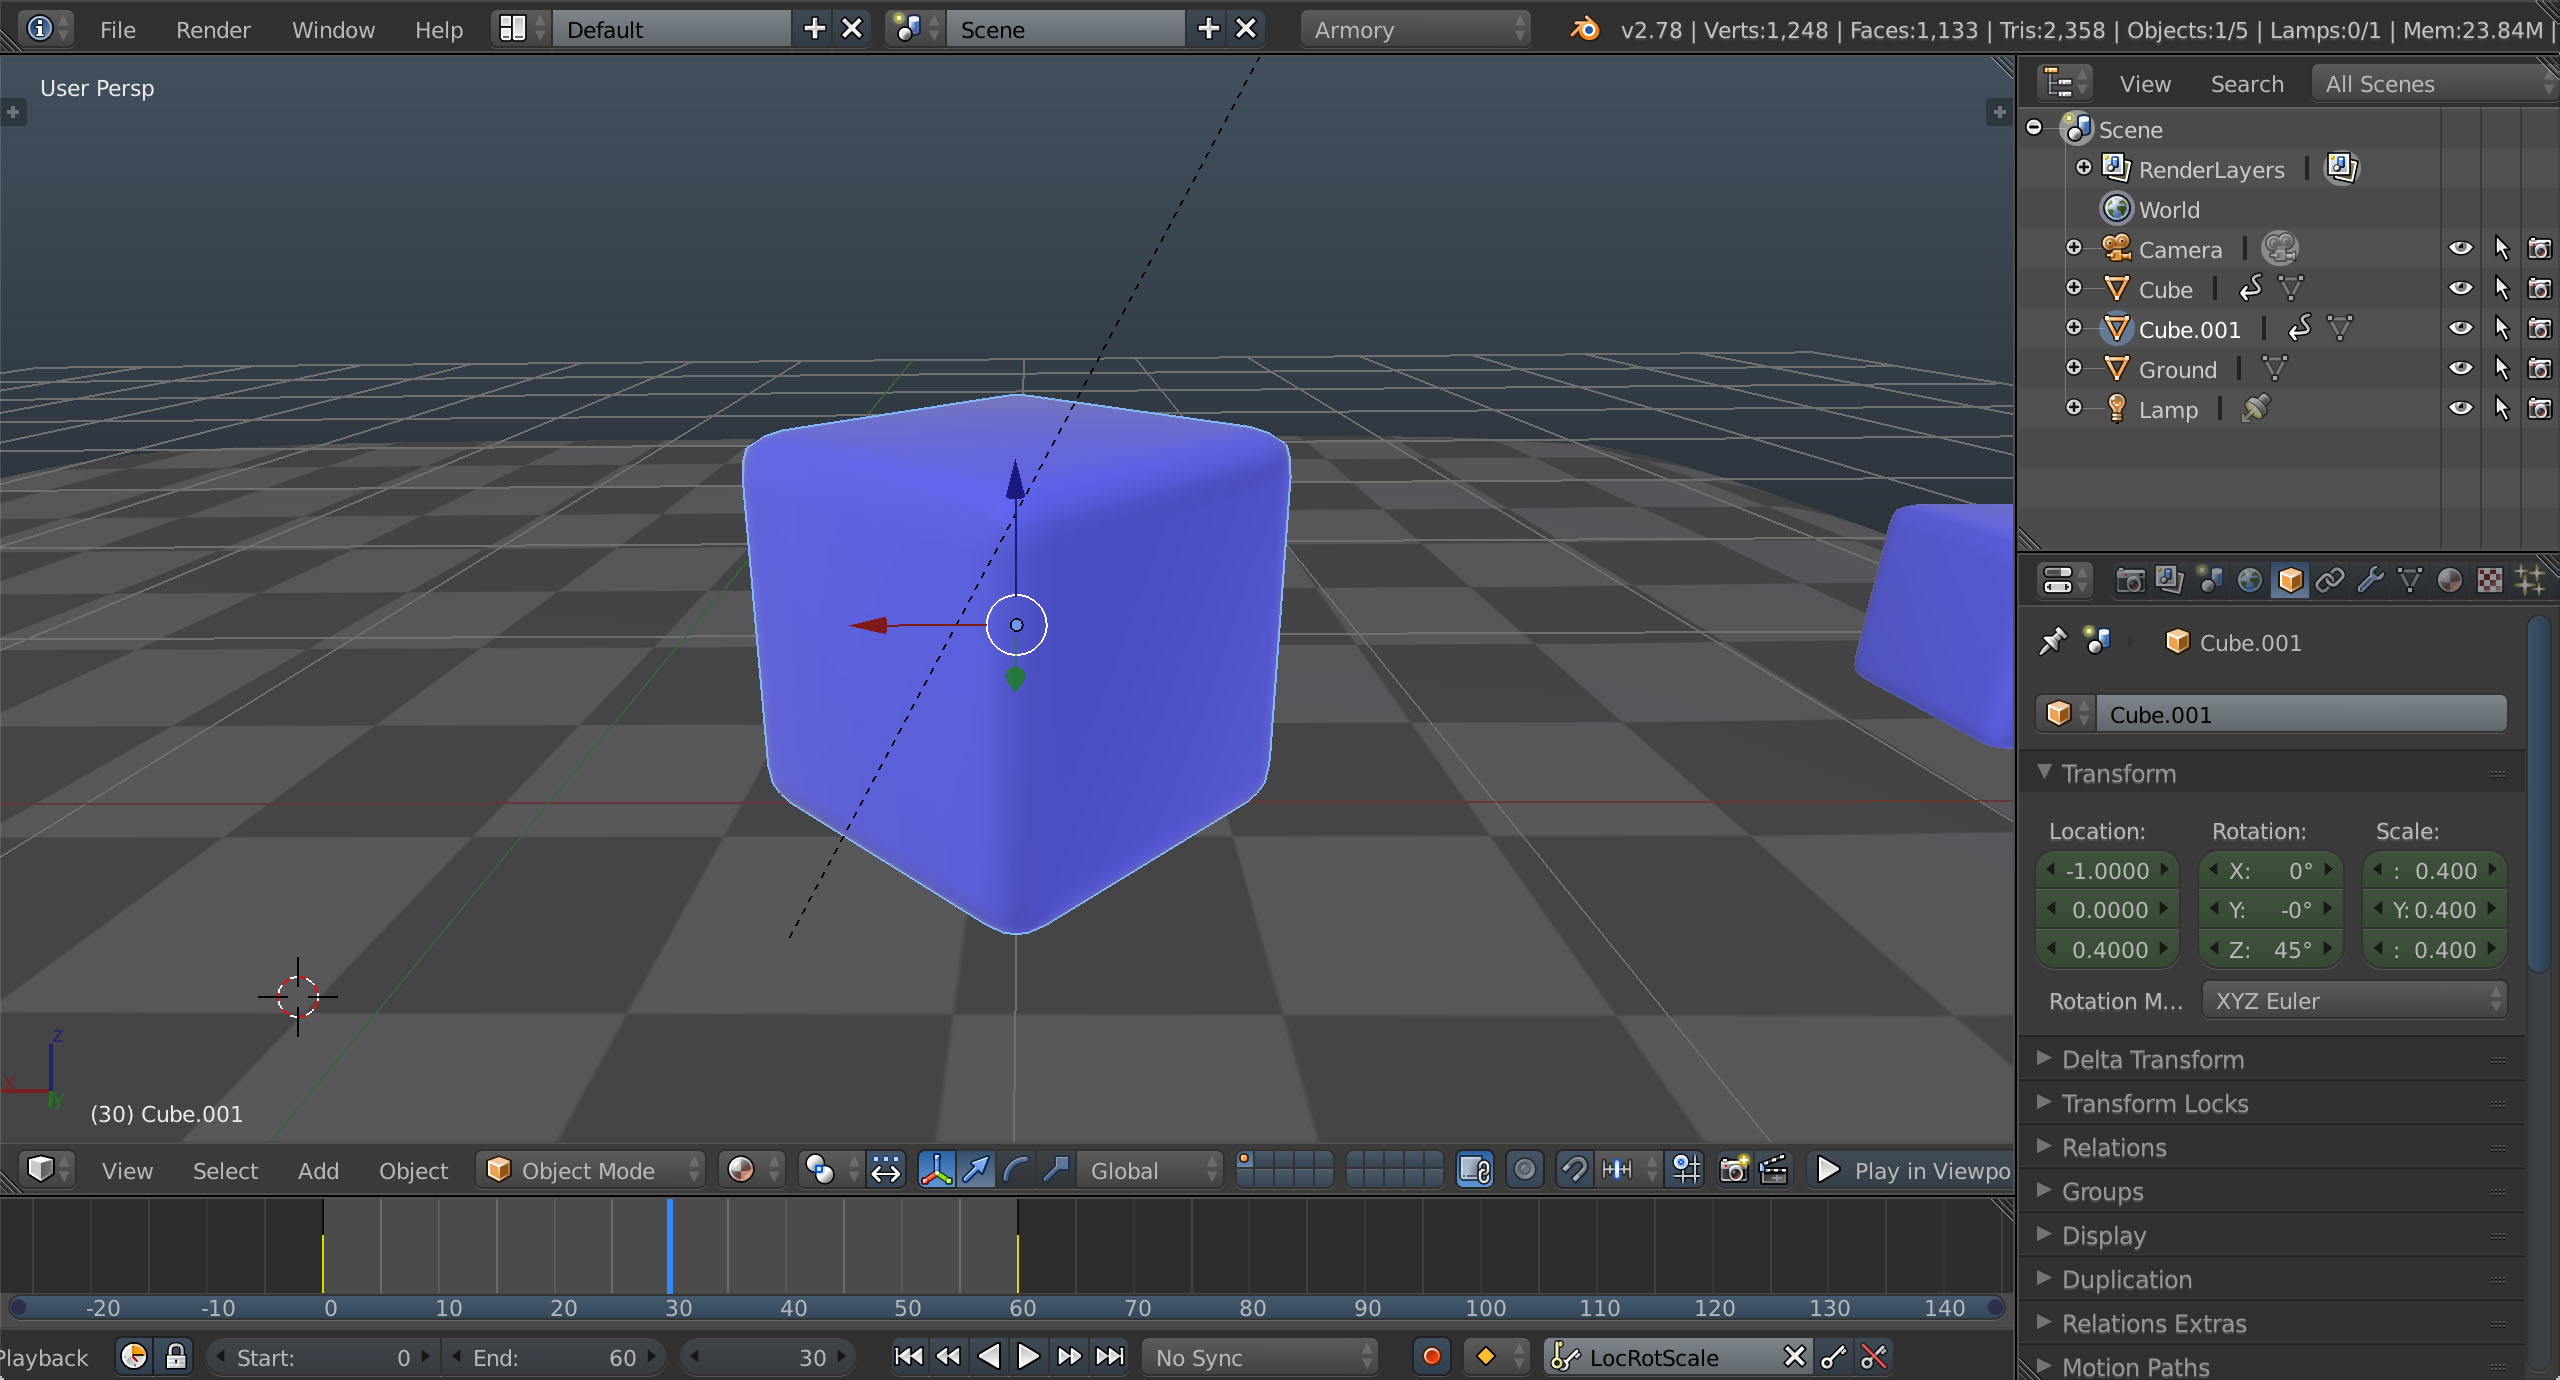 File Render Window Help Default Scene Armory v2.78 | Verts:1,248 | Faces:1,133 | Tris:2,358 | Objects:1/5 | Lamps:0/1 | Mem:23.84M |
User Persp
View Search All Scenes
Scene
RenderLayers
World
Camera
Cube
Cube.001
Ground
Lamp
Cube.001
Cube.001
Transform
Location: Rotation: Scale:
-1.0000 X: 0° : 0.400
0.0000 Y: -0° Y: 0.400
0.4000 Z: 45° : 0.400
Rotation M... XYZ Euler
Delta Transform
Transform Locks
Relations
Groups
Display
Duplication
Relations Extras
Motion Paths
z
x
y
(30) Cube.001
View Select Add Object Object Mode Global Play in Viewpo
-20 -10 0 10 20 30 40 50 60 70 80 90 100 110 120 130 140
Playback Start: 0 End: 60 30 No Sync LocRotScale